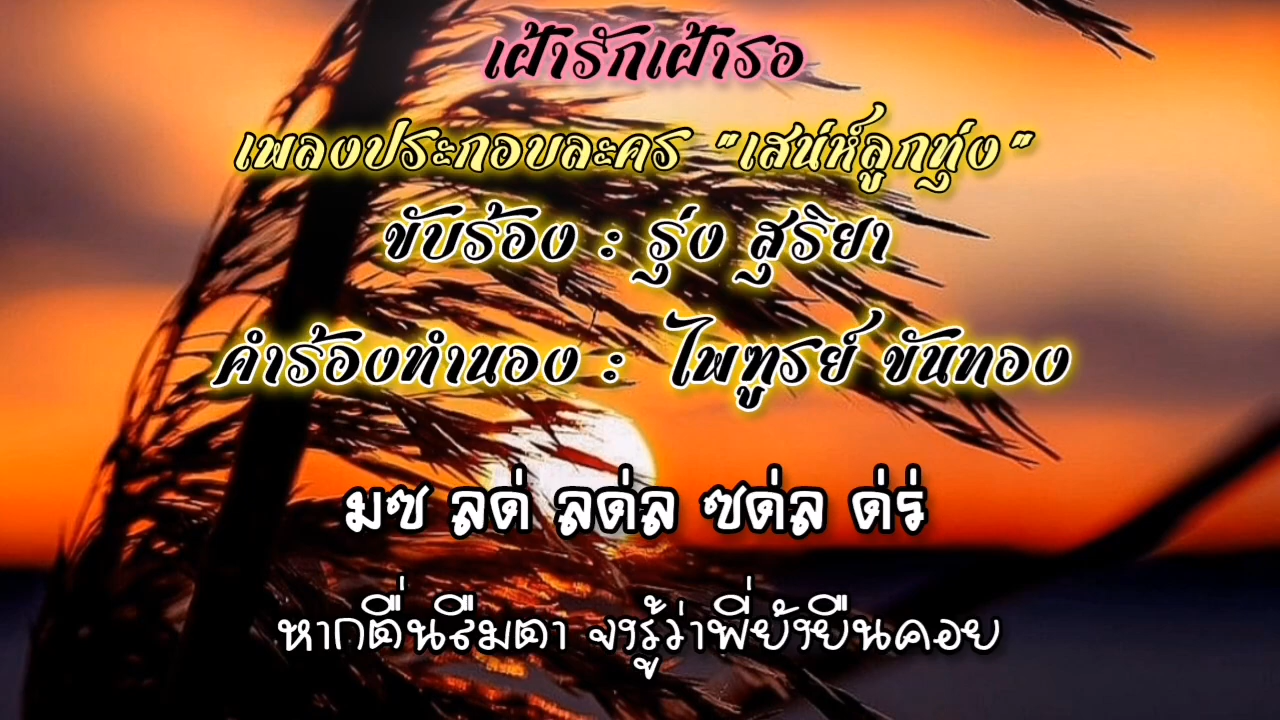 เฝ้ารักเฝ้ารอ
เพลงประกอบละคร "เสน่ห์ลูกทุ่ง"
ขับร้อง : รุ่ง สุริยา
คำร้องทำนอง : ไพฑูรย์ ขันทอง
มซ ลด่ ลด่ล ซด่ล ด่ร่
หากตื่นลืมตา จงรู้ว่าพี่ยังยืนคอย